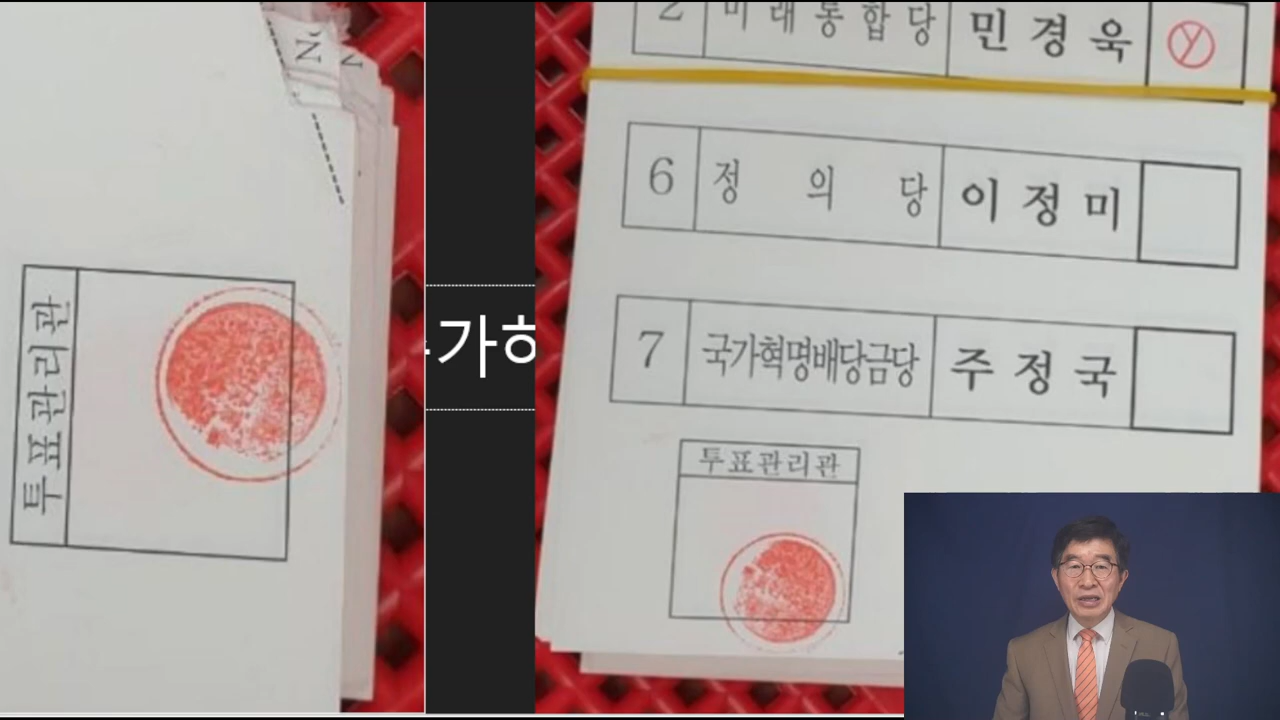 투표관리관
가
2 미래통합당 민경욱
6 정의당 이정미
7 국가혁명배당금당 주정국
투표관리관